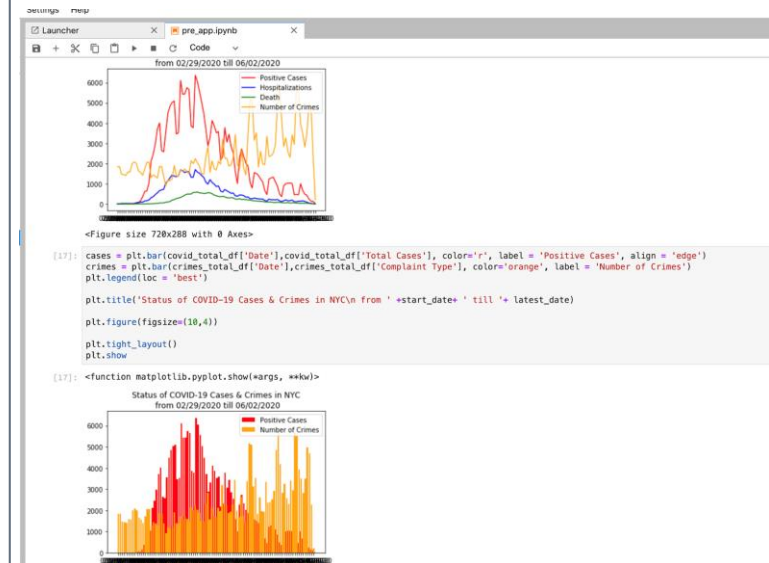 Settings Help
Launcher
pre_app.ipynb
Code
from 02/29/2020 till 06/02/2020
Positive Cases
Hospitalizations
Death
Number of Crimes
6000
5000
4000
3000
2000
1000
0
<Figure size 720x288 with 0 Axes>
[17]: cases = plt.bar(covid_total_df['Date'],covid_total_df['Total Cases'], color='r', label = 'Positive Cases', align = 'edge')
crimes = plt.bar(crimes_total_df['Date'],crimes_total_df['Complaint Type'], color='orange', label = 'Number of Crimes')
plt.legend(loc = 'best')
plt.title('Status of COVID-19 Cases & Crimes in NYC\n from ' +start_date+ ' till '+ latest_date)
plt.figure(figsize=(10,4))
plt.tight_layout()
plt.show
[17]: <function matplotlib.pyplot.show(*args, **kw)>
Status of COVID-19 Cases & Crimes in NYC
from 02/29/2020 till 06/02/2020
Positive Cases
Number of Crimes
6000
5000
4000
3000
2000
1000
0